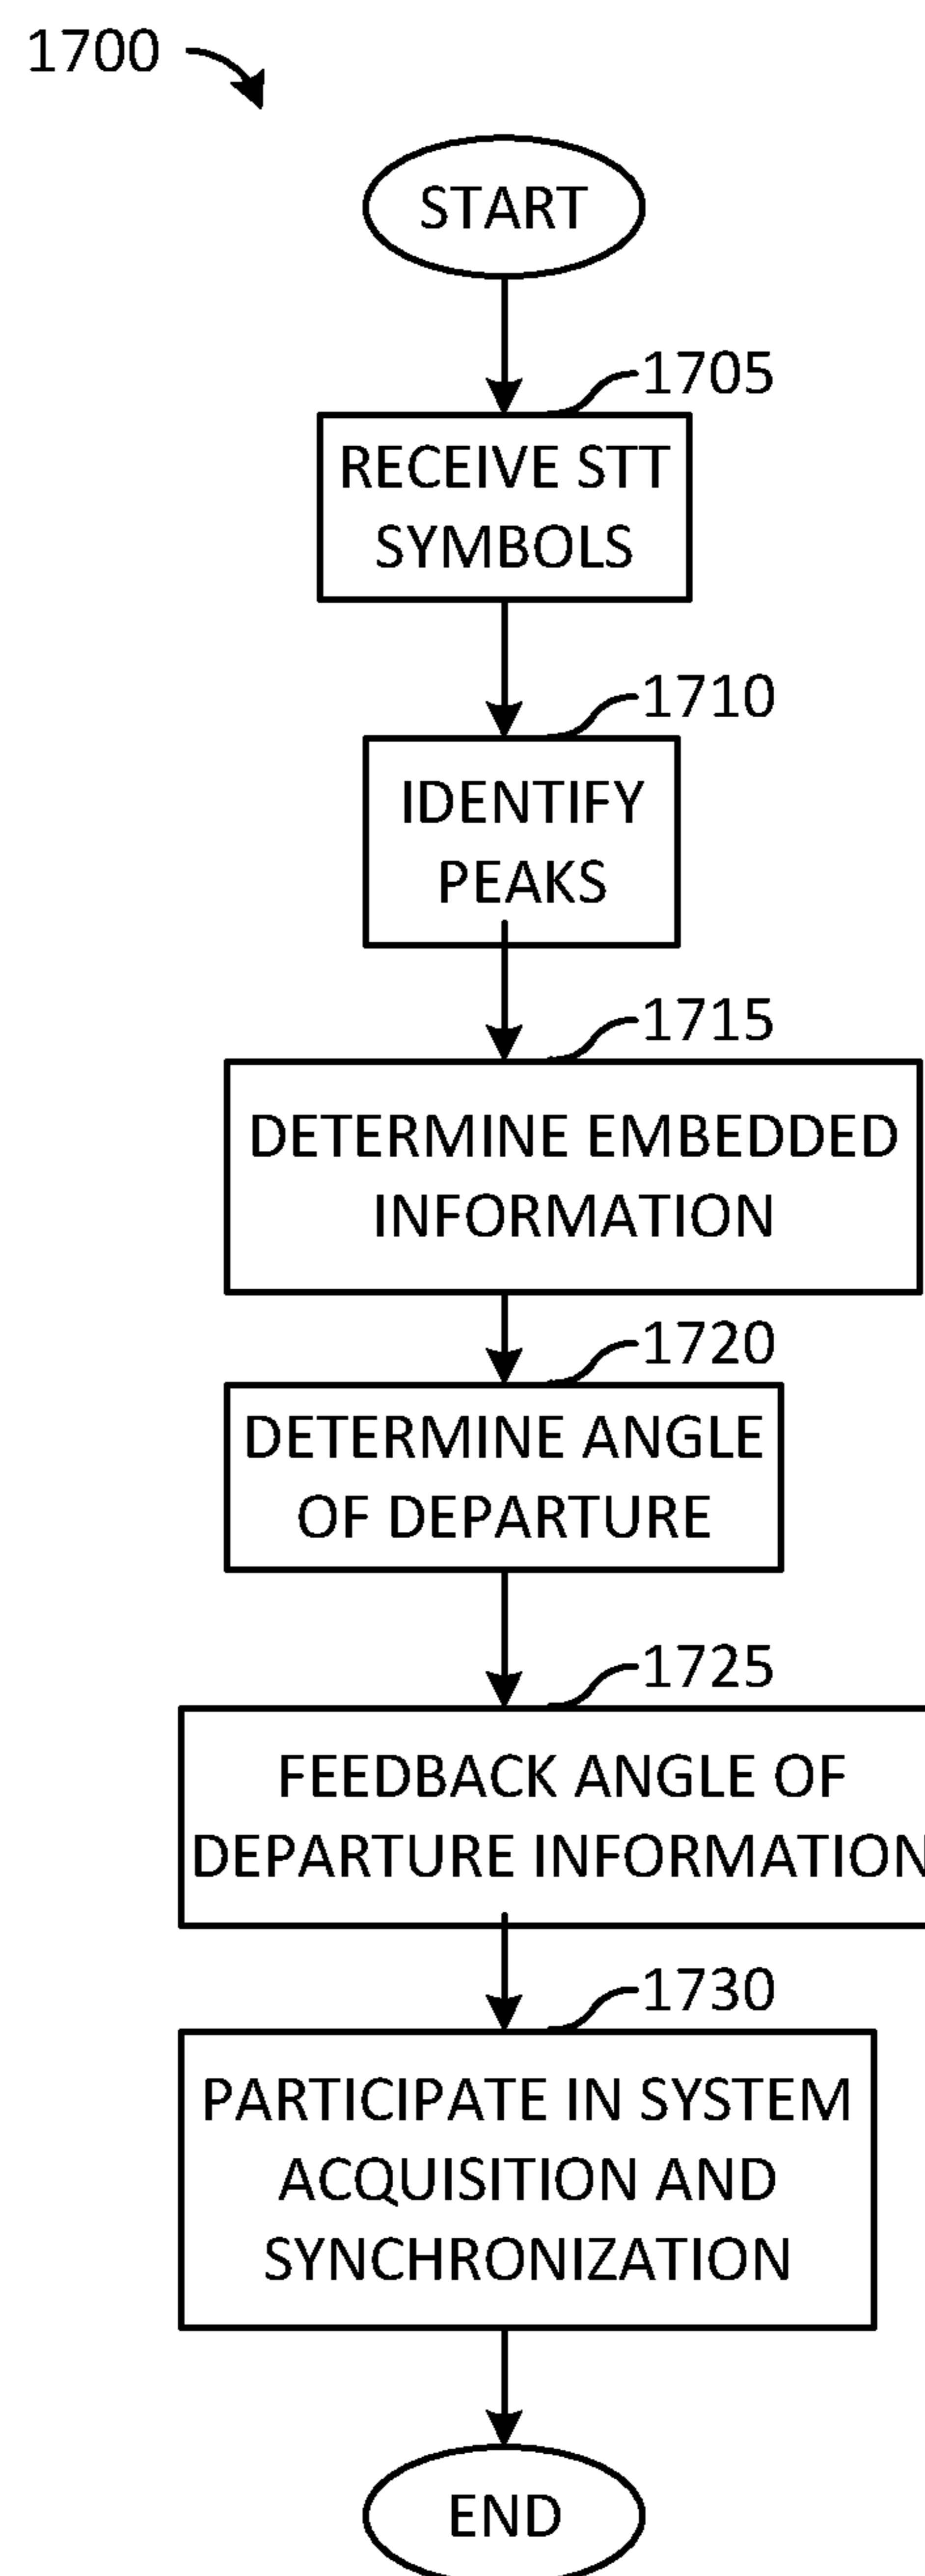 1700
START
1705
RECEIVE STT
SYMBOLS
1710
IDENTIFY
PEAKS
1715
DETERMINE EMBEDDED
INFORMATION
1720
DETERMINE ANGLE
OF DEPARTURE
1725
FEEDBACK ANGLE OF
DEPARTURE INFORMATION
1730
PARTICIPATE IN SYSTEM
ACQUISITION AND
SYNCHRONIZATION
END